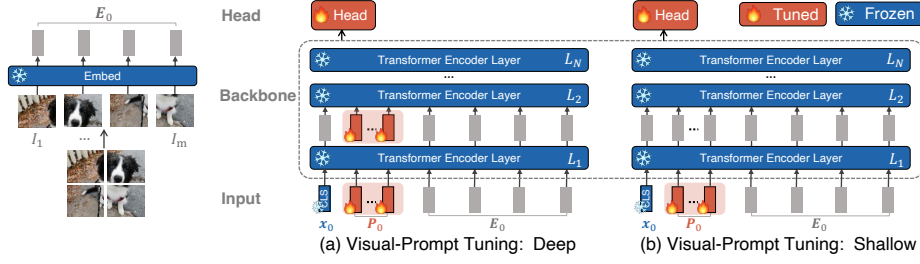 E₀
Embed
I₁ ... Iₘ
Head
Backbone
Input
Head
Transformer Encoder Layer L_N
...
Transformer Encoder Layer L₂
...
Transformer Encoder Layer L₁
CLS ...
x₀ P₀ E₀
(a) Visual-Prompt Tuning: Deep
Head
Tuned
Frozen
Transformer Encoder Layer L_N
...
Transformer Encoder Layer L₂
...
Transformer Encoder Layer L₁
CLS ...
x₀ P₀ E₀
(b) Visual-Prompt Tuning: Shallow